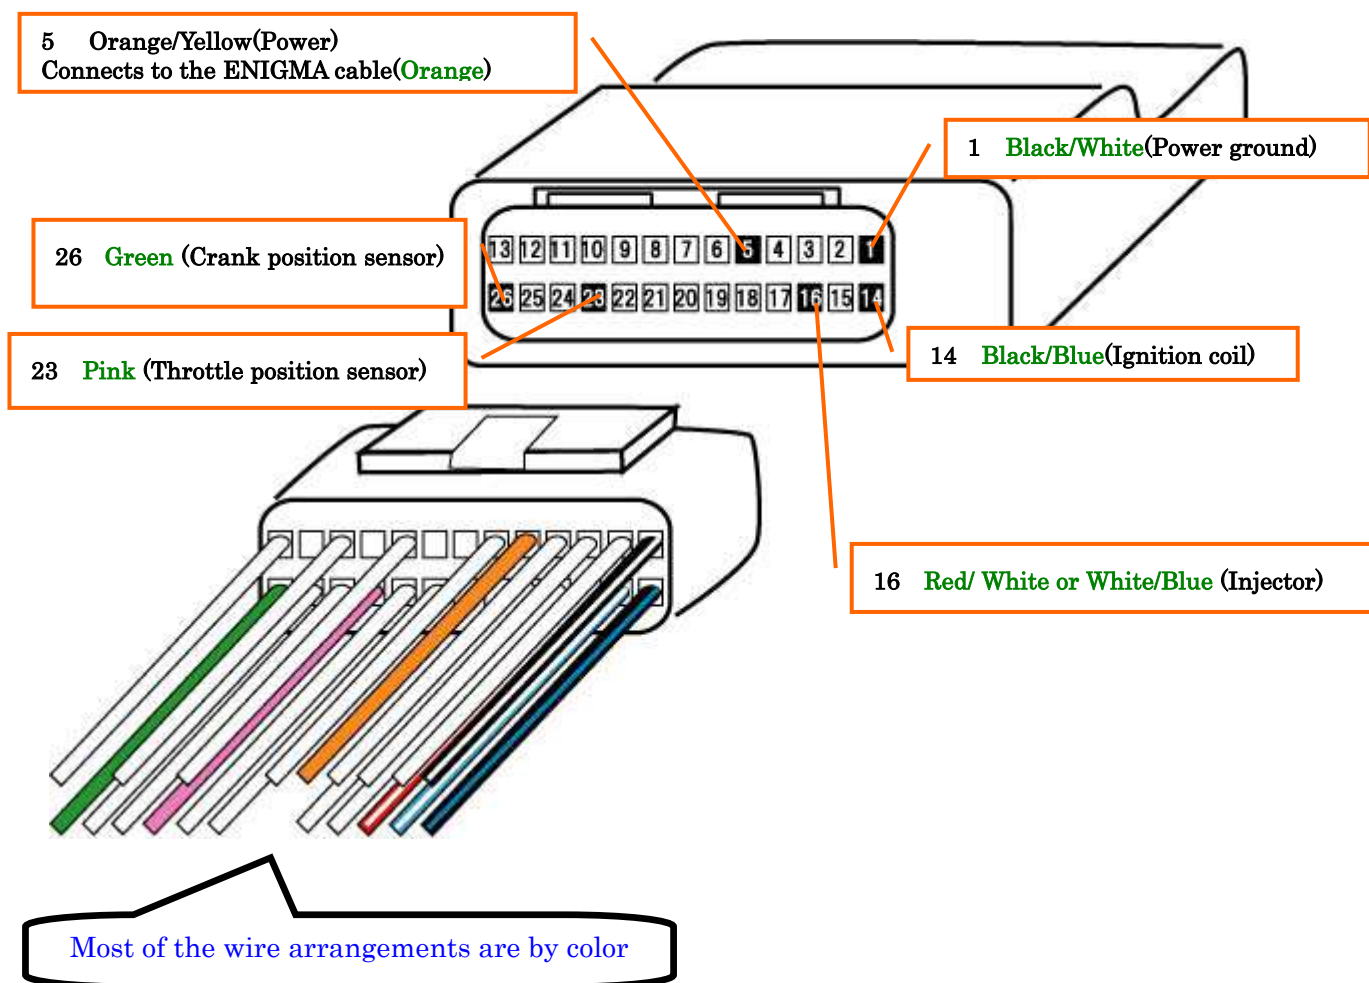 5 Orange/Yellow(Power)
Connects to the ENIGMA cable(Orange)
1 Black/White(Power ground)
26 Green (Crank position sensor)
13 12 11 10 9 8 7 6 5 4 3 2 1
26 25 24 23 22 21 20 19 18 17 16 15 14
23 Pink (Throttle position sensor)
14 Black/Blue(Ignition coil)
16 Red/ White or White/Blue (Injector)
Most of the wire arrangements are by color